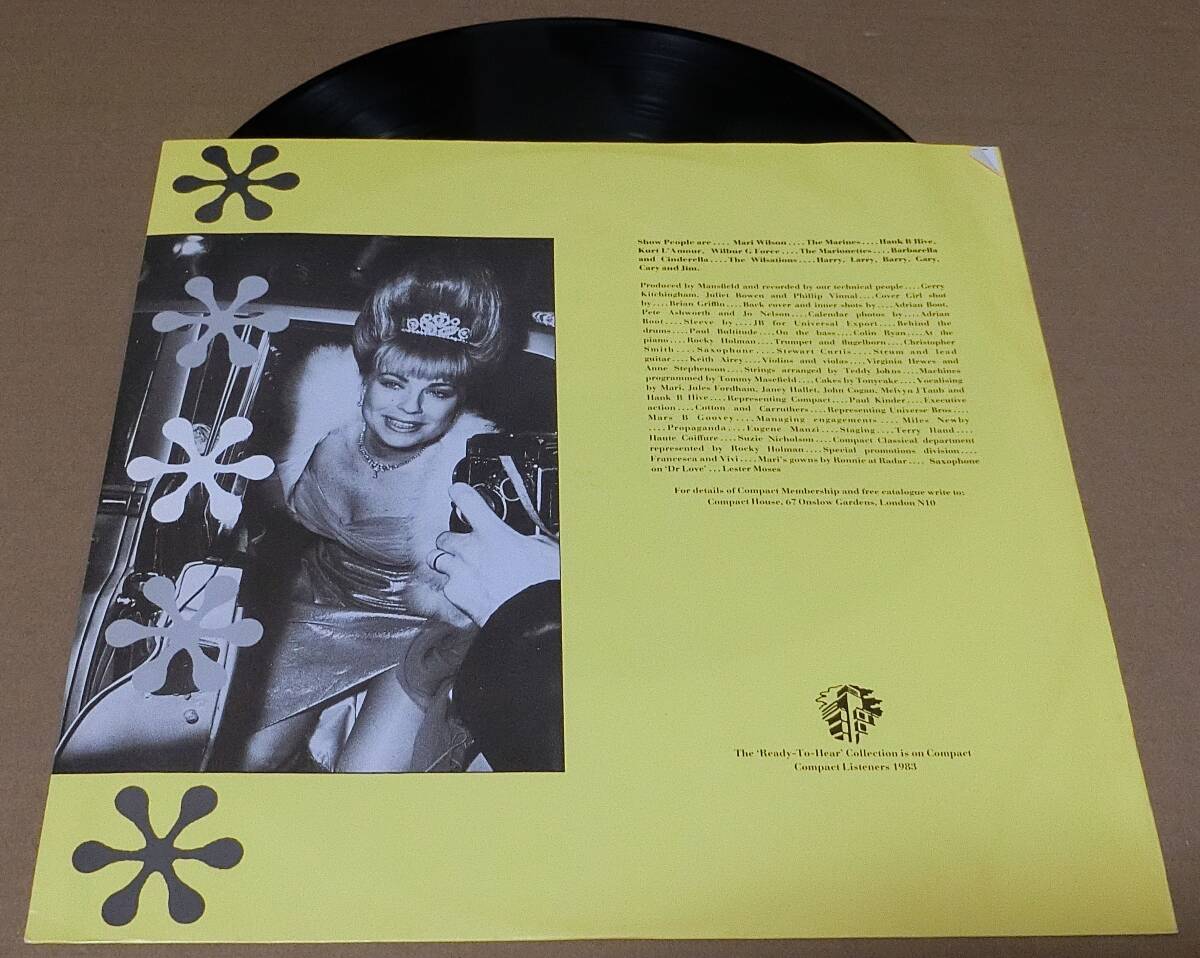 Show People are.... Mari Wilson....The Marines....Hank B Hive,
Kurt L'Amour, Wilbur G Force....The Marionettes....Barbarella
and Cinderella....The Wilsations....Harry, Larry, Barry, Gary,
Cary and Jim.
Produced by Mansfield and recorded by our technical people....Gerry
Kitchingham, Juliet Bowen and Phillip Vinnal....Cover Girl shot
by....Brian Griffin....Back cover and inner shots by....Adrian Boot,
Pete Ashworth and Jo Nelson....Calendar photos by....Adrian
Boot....Sleeve by....JB for Universal Export....Behind the
drums....Paul Bultitude....On the bass....Colin Ryan....At the
piano....Rocky Holman....Trumpet and flugelborn....Christopher
Smith....Saxophone....Stewart Curtis....Strum and lead
guitar....Keith Airey....Violins and violas....Virginia Hewes and
Anne Stephenson....Strings arranged by Teddy Johns....Machines
programmed by Tommy Masefield....Cakes by Tonycake....Vocalising
by Mari, Jules Fordham, Janey Hallet, John Cogan, Melvyn J Taub and
Hank B Hive....Representing Compact....Paul Kinder....Executive
action....Cotton and Carruthers....Representing Universe Bros....
Mars B Goovey....Managing engagements....Miles Newby
....Propaganda....Eugene Manzi....Staging....Terry Hand....
Haute Coiffure....Suzie Nicholson....Compact Classical department
represented by Rocky Holman....Special promotions division....
Francesca and Vivi....Mari's gowns by Ronnie at Radar.... Saxophone
on 'Dr Love'...Lester Moses
For details of Compact Membership and free catalogue write to:
Compact House, 67 Onslow Gardens, London N10
The 'Ready-To-Hear' Collection is on Compact
Compact Listeners 1983